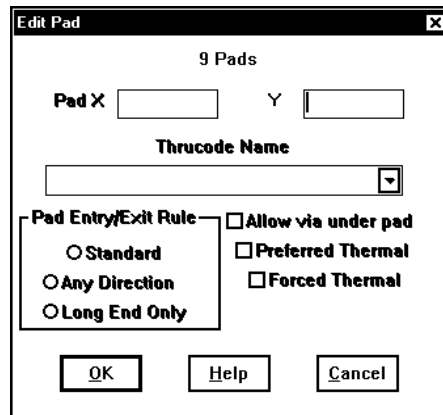 Edit Pad
9 Pads
Pad X Y
Thrucode Name
Pad Entry/Exit Rule
Standard
Any Direction
Long End Only
Allow via under pad
Preferred Thermal
Forced Thermal
OK Help Cancel